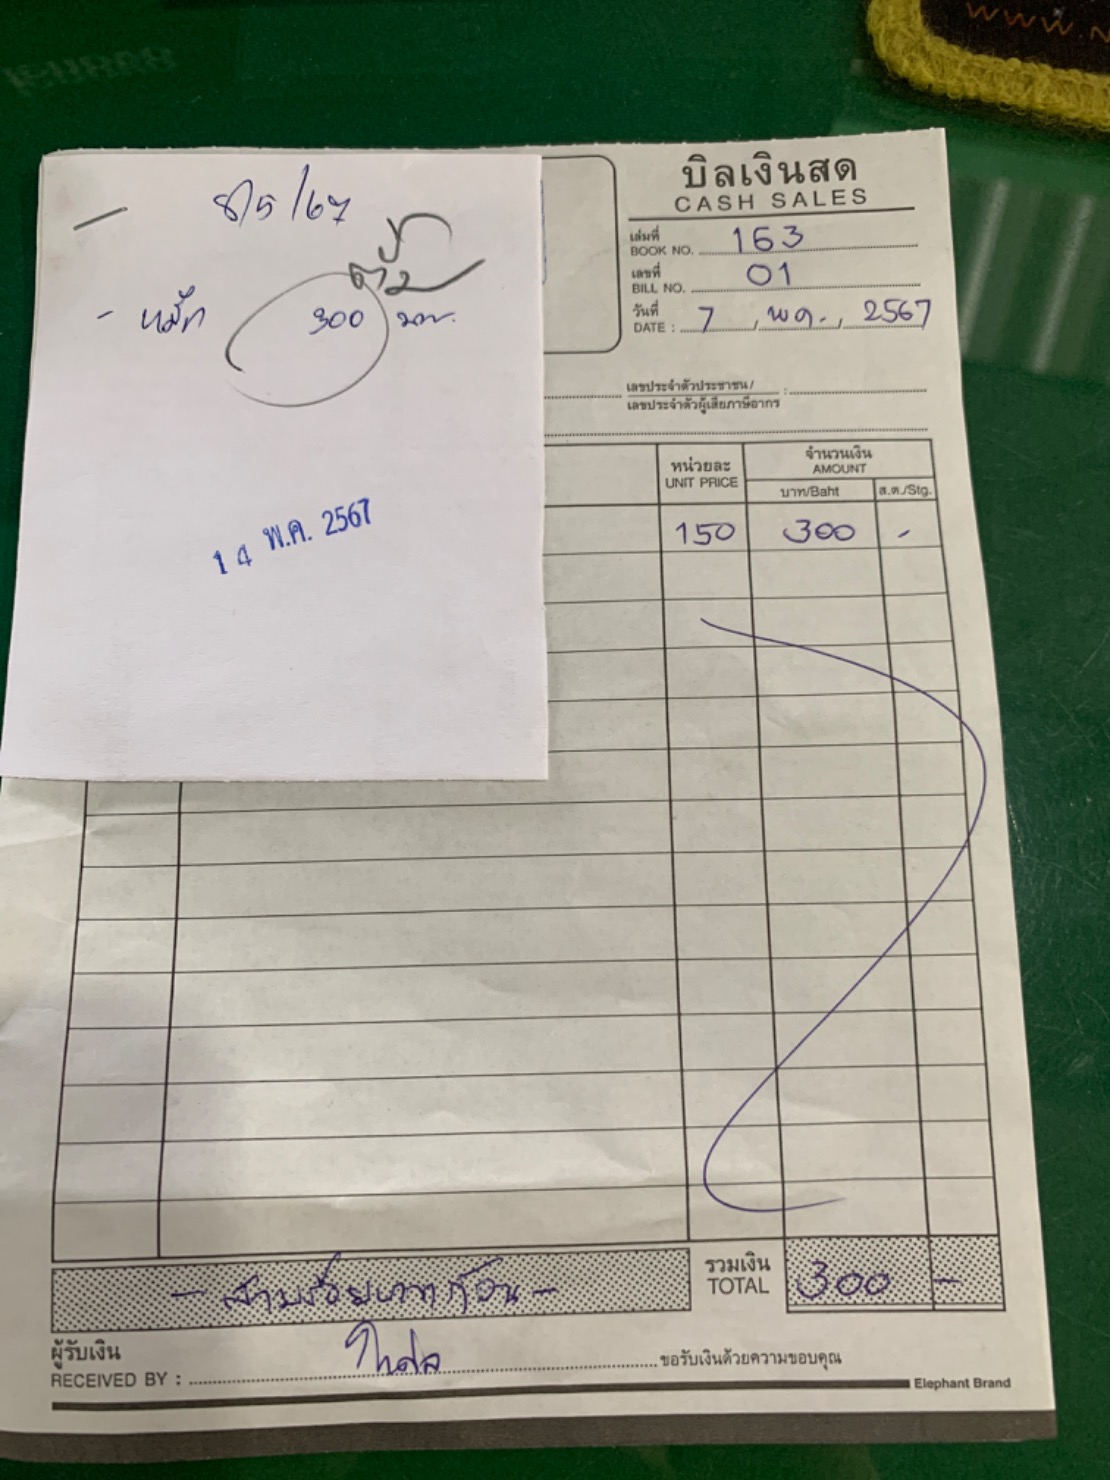 8/5/67
- หมึก 300 บาท.
14 พ.ค. 2567
บิลเงินสด
CASH SALES
เล่มที่
BOOK NO. 163
เลขที่
BILL NO. 01
วันที่
DATE : 7 / พค. / 2567
เลขประจำตัวประชาชน/
เลขประจำตัวผู้เสียภาษีอากร :
หน่วยละ
UNIT PRICE
จำนวนเงิน
AMOUNT
บาท/Baht ส.ต./Stg.
150 300 -
- สามร้อยบาทถ้วน -
รวมเงิน
TOTAL 300 -
ผู้รับเงิน
RECEIVED BY : ขอรับเงินด้วยความขอบคุณ
Elephant Brand